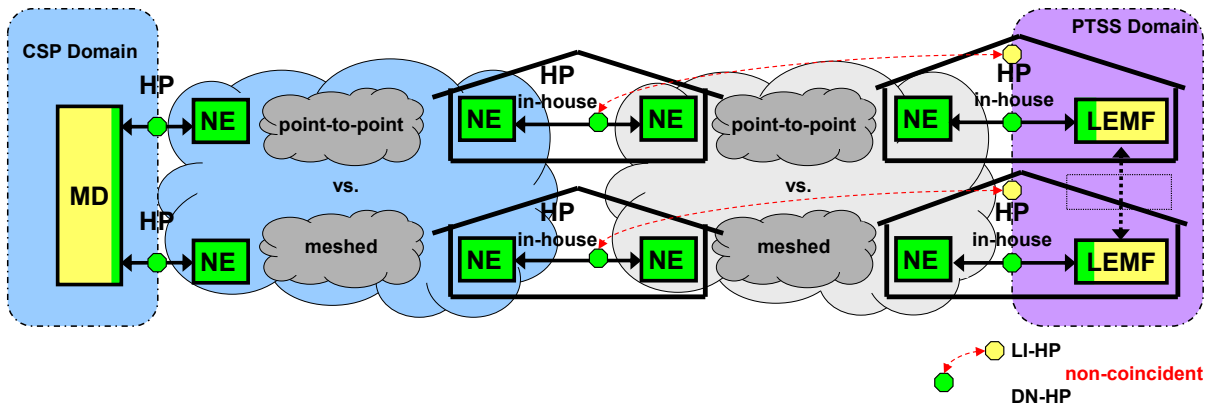 CSP Domain
PTSS Domain
HP
HP
in-house
HP
in-house
NE
point-to-point
NE
NE
point-to-point
NE
LEMF
MD
vs.
vs.
HP
HP
in-house
HP
in-house
NE
meshed
NE
NE
meshed
NE
LEMF
LI-HP
non-coincident
DN-HP